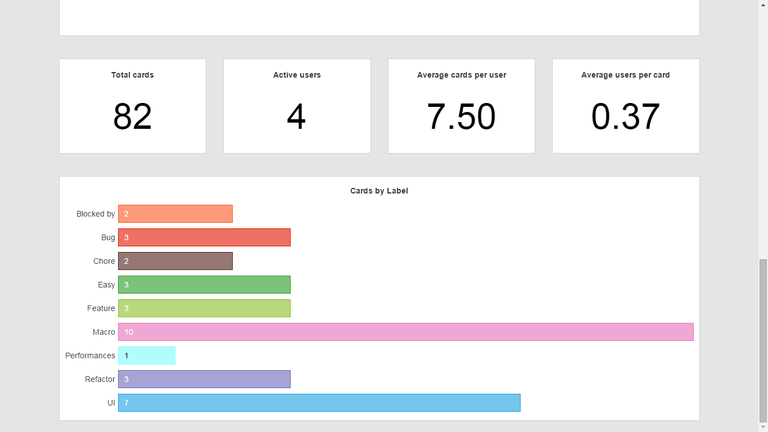 Total cards
82
Active users
4
Average cards per user
7.50
Average users per card
0.37
Cards by Label
Blocked by 2
Bug 3
Chore 2
Easy 3
Feature 3
Macro 10
Performances 1
Refactor 3
UI 7